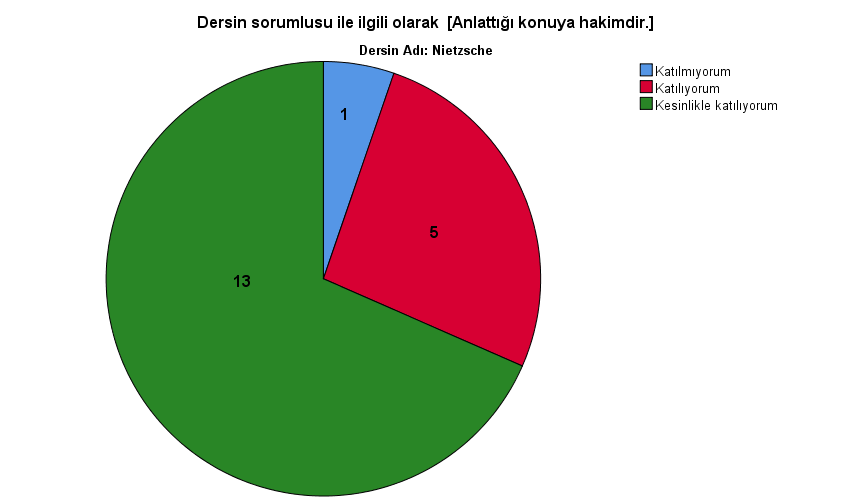 Dersin sorumlusu ile ilgili olarak [Anlattığı konuya hakimdir.]
Dersin Adı: Nietzsche
Katılmıyorum
Katılıyorum
Kesinlikle katılıyorum
1
5
13